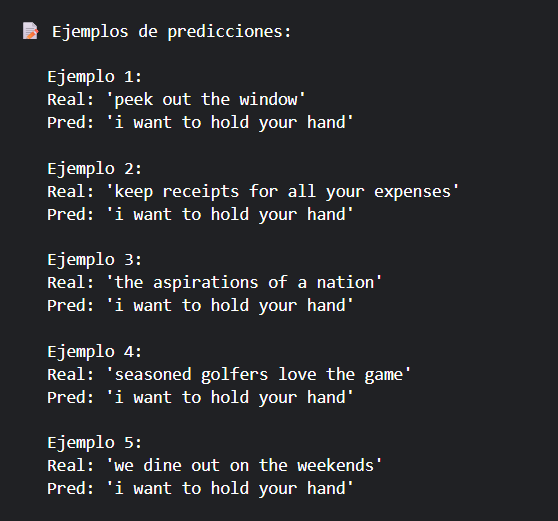 📝 Ejemplos de predicciones:
Ejemplo 1:
Real: 'peek out the window'
Pred: 'i want to hold your hand'
Ejemplo 2:
Real: 'keep receipts for all your expenses'
Pred: 'i want to hold your hand'
Ejemplo 3:
Real: 'the aspirations of a nation'
Pred: 'i want to hold your hand'
Ejemplo 4:
Real: 'seasoned golfers love the game'
Pred: 'i want to hold your hand'
Ejemplo 5:
Real: 'we dine out on the weekends'
Pred: 'i want to hold your hand'